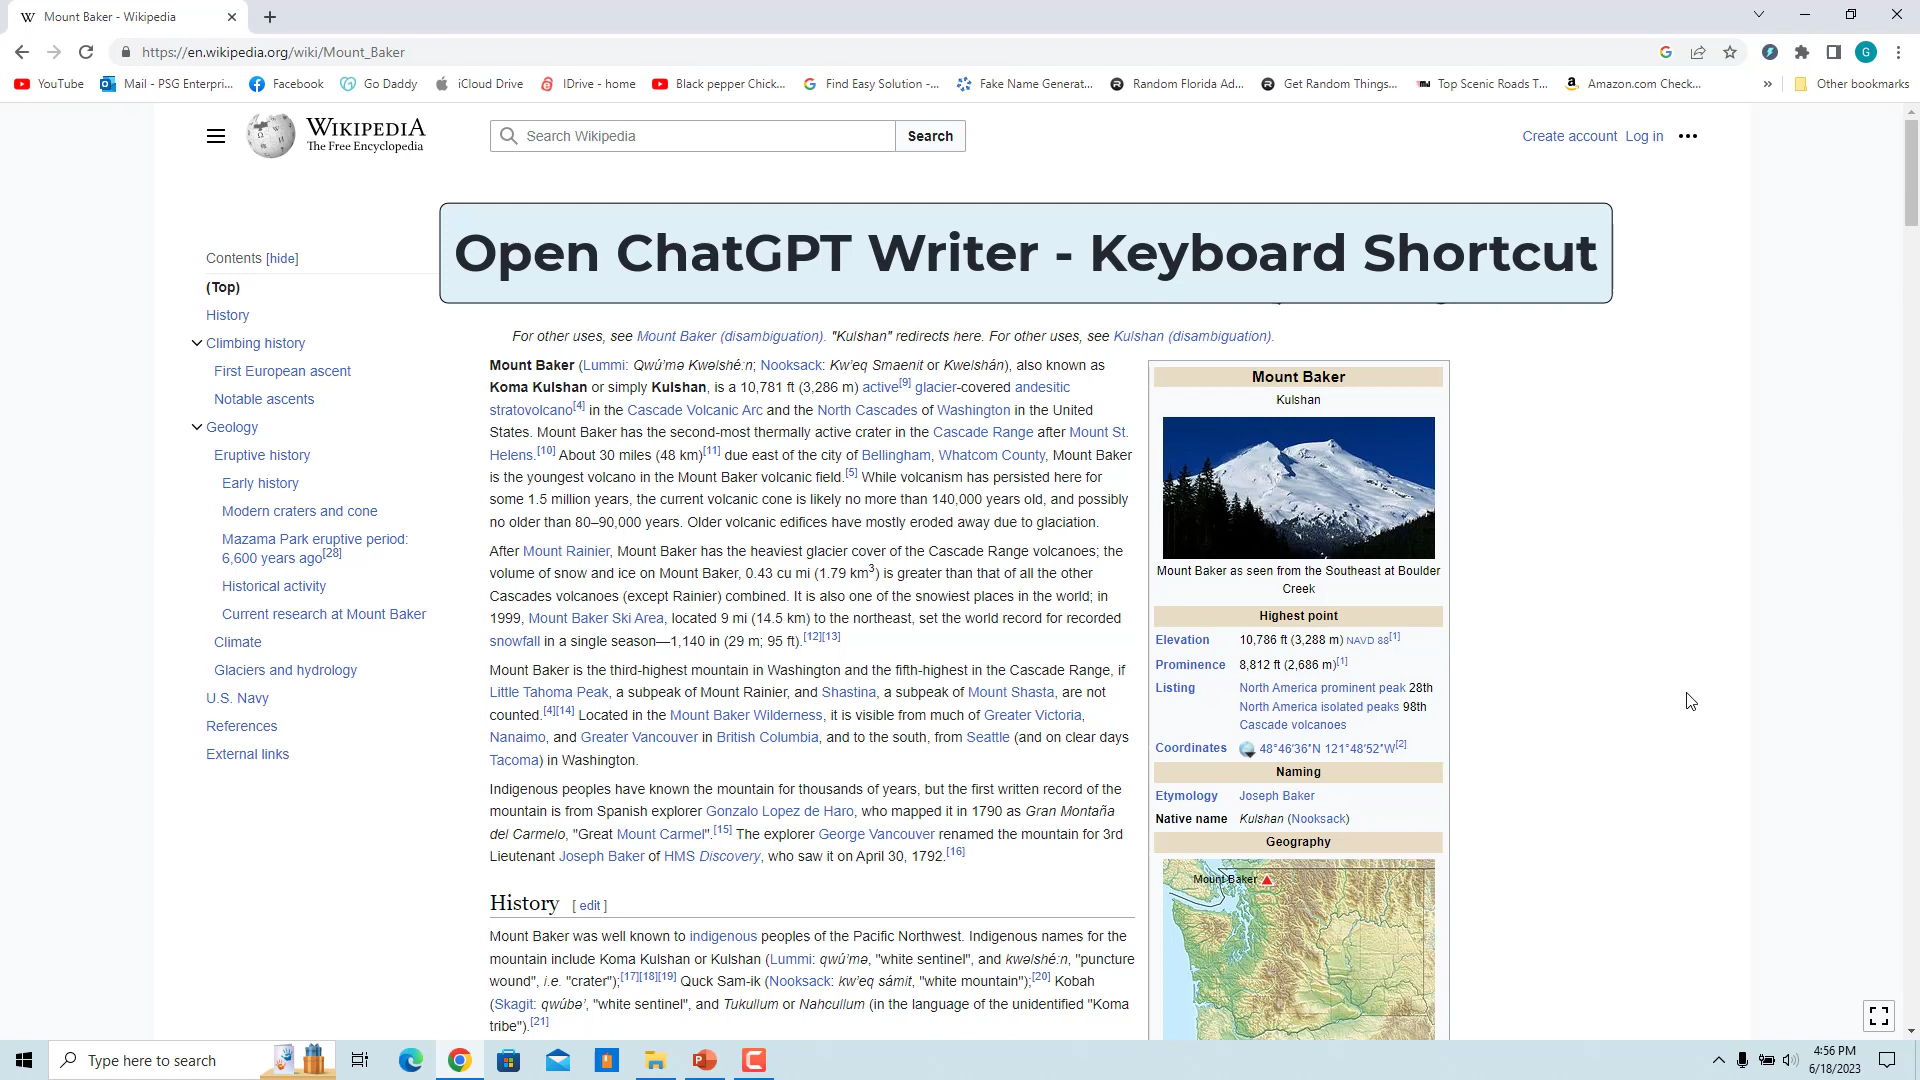 Mount Baker - Wikipedia
https://en.wikipedia.org/wiki/Mount_Baker
G
YouTube
Mail - PSG Enterpri...
Facebook
Go Daddy
iCloud Drive
IDrive - home
Black pepper Chick...
Find Easy Solution -...
Fake Name Generat...
Random Florida Ad...
Get Random Things...
Top Scenic Roads T...
Amazon.com Check...
»
Other bookmarks
WIKIPEDIA
The Free Encyclopedia
Search Wikipedia
Search
Create account
Log in
Open ChatGPT Writer - Keyboard Shortcut
Contents [hide]
(Top)
History
Climbing history
First European ascent
Notable ascents
Geology
Eruptive history
Early history
Modern craters and cone
Mazama Park eruptive period:
6,600 years ago[28]
Historical activity
Current research at Mount Baker
Climate
Glaciers and hydrology
U.S. Navy
References
External links
For other uses, see Mount Baker (disambiguation). "Kulshan" redirects here. For other uses, see Kulshan (disambiguation).
Mount Baker (Lummi: Qwú'mə Kwəlshé:n; Nooksack: Kw'eq Smaenit or Kwelshán), also known as
Koma Kulshan or simply Kulshan, is a 10,781 ft (3,286 m) active[9] glacier-covered andesitic
stratovolcano[4] in the Cascade Volcanic Arc and the North Cascades of Washington in the United
States. Mount Baker has the second-most thermally active crater in the Cascade Range after Mount St.
Helens.[10] About 30 miles (48 km)[11] due east of the city of Bellingham, Whatcom County, Mount Baker
is the youngest volcano in the Mount Baker volcanic field.[5] While volcanism has persisted here for
some 1.5 million years, the current volcanic cone is likely no more than 140,000 years old, and possibly
no older than 80–90,000 years. Older volcanic edifices have mostly eroded away due to glaciation.
After Mount Rainier, Mount Baker has the heaviest glacier cover of the Cascade Range volcanoes; the
volume of snow and ice on Mount Baker, 0.43 cu mi (1.79 km3) is greater than that of all the other
Cascades volcanoes (except Rainier) combined. It is also one of the snowiest places in the world; in
1999, Mount Baker Ski Area, located 9 mi (14.5 km) to the northeast, set the world record for recorded
snowfall in a single season—1,140 in (29 m; 95 ft).[12][13]
Mount Baker is the third-highest mountain in Washington and the fifth-highest in the Cascade Range, if
Little Tahoma Peak, a subpeak of Mount Rainier, and Shastina, a subpeak of Mount Shasta, are not
counted.[4][14] Located in the Mount Baker Wilderness, it is visible from much of Greater Victoria,
Nanaimo, and Greater Vancouver in British Columbia, and to the south, from Seattle (and on clear days
Tacoma) in Washington.
Indigenous peoples have known the mountain for thousands of years, but the first written record of the
mountain is from Spanish explorer Gonzalo Lopez de Haro, who mapped it in 1790 as Gran Montaña
del Carmelo, "Great Mount Carmel".[15] The explorer George Vancouver renamed the mountain for 3rd
Lieutenant Joseph Baker of HMS Discovery, who saw it on April 30, 1792.[16]
History [ edit ]
Mount Baker was well known to indigenous peoples of the Pacific Northwest. Indigenous names for the
mountain include Koma Kulshan or Kulshan (Lummi: qwú'mə, "white sentinel", and kwəlshé:n, "puncture
wound", i.e. "crater");[17][18][19] Quck Sam-ik (Nooksack: kw'eq sámit, "white mountain");[20] Kobah
(Skagit: qwúbə', "white sentinel", and Tukullum or Nahcullum (in the language of the unidentified "Koma
tribe").[21]
Mount Baker
Kulshan
Mount Baker as seen from the Southeast at Boulder
Creek
Highest point
Elevation 10,786 ft (3,288 m) NAVD 88[1]
Prominence 8,812 ft (2,686 m)[1]
Listing North America prominent peak 28th
North America isolated peaks 98th
Cascade volcanoes
Coordinates 48°46′36″N 121°48′52″W[2]
Naming
Etymology Joseph Baker
Native name Kulshan (Nooksack)
Geography
Mount Baker
Type here to search
4:56 PM
6/18/2023